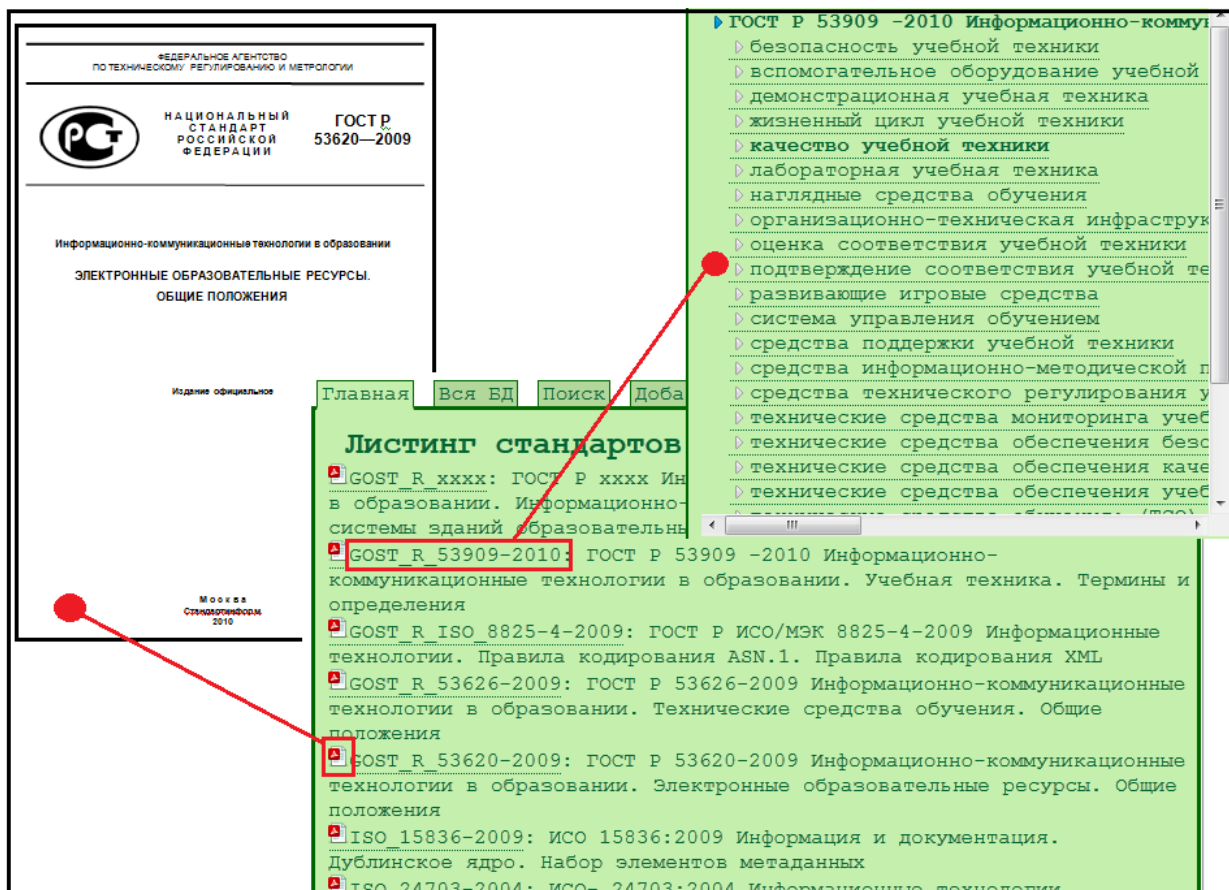 ФЕДЕРАЛЬНОЕ АГЕНТСТВО
ПО ТЕХНИЧЕСКОМУ РЕГУЛИРОВАНИЮ И МЕТРОЛОГИИ
НАЦИОНАЛЬНЫЙ
СТАНДАРТ
РОССИЙСКОЙ
ФЕДЕРАЦИИ
ГОСТ Р
53620—2009
Информационно-коммуникационные технологии в образовании
ЭЛЕКТРОННЫЕ ОБРАЗОВАТЕЛЬНЫЕ РЕСУРСЫ.
ОБЩИЕ ПОЛОЖЕНИЯ
Издание официальное
Москва
Стандартинформ
2010
ГОСТ Р 53909 -2010 Информационно-комму
безопасность учебной техники
вспомогательное оборудование учебной
демонстрационная учебная техника
жизненный цикл учебной техники
качество учебной техники
лабораторная учебная техника
наглядные средства обучения
организационно-техническая инфраструк
оценка соответствия учебной техники
подтверждение соответствия учебной те
развивающие игровые средства
система управления обучением
средства поддержки учебной техники
средства информационно-методической п
средства технического регулирования у
технические средства мониторинга учеб
технические средства обеспечения безо
технические средства обеспечения каче
технические средства обеспечения учеб
Главная Вся БД Поиск Доба
Листинг стандартов
GOST_R_xxxx: ГОСТ Р xxxx Ин
в образовании. Информационно-
системы зданий образовательны
GOST_R_53909-2010: ГОСТ Р 53909 -2010 Информационно-
коммуникационные технологии в образовании. Учебная техника. Термины и
определения
GOST_R_ISO_8825-4-2009: ГОСТ Р ИСО/МЭК 8825-4-2009 Информационные
технологии. Правила кодирования ASN.1. Правила кодирования XML
GOST_R_53626-2009: ГОСТ Р 53626-2009 Информационно-коммуникационные
технологии в образовании. Технические средства обучения. Общие
положения
GOST_R_53620-2009: ГОСТ Р 53620-2009 Информационно-коммуникационные
технологии в образовании. Электронные образовательные ресурсы. Общие
положения
ISO_15836-2009: ИСО 15836:2009 Информация и документация.
Дублинское ядро. Набор элементов метаданных
ISO_24703-2004: ИСО- 24703:2004 Информационные технологии